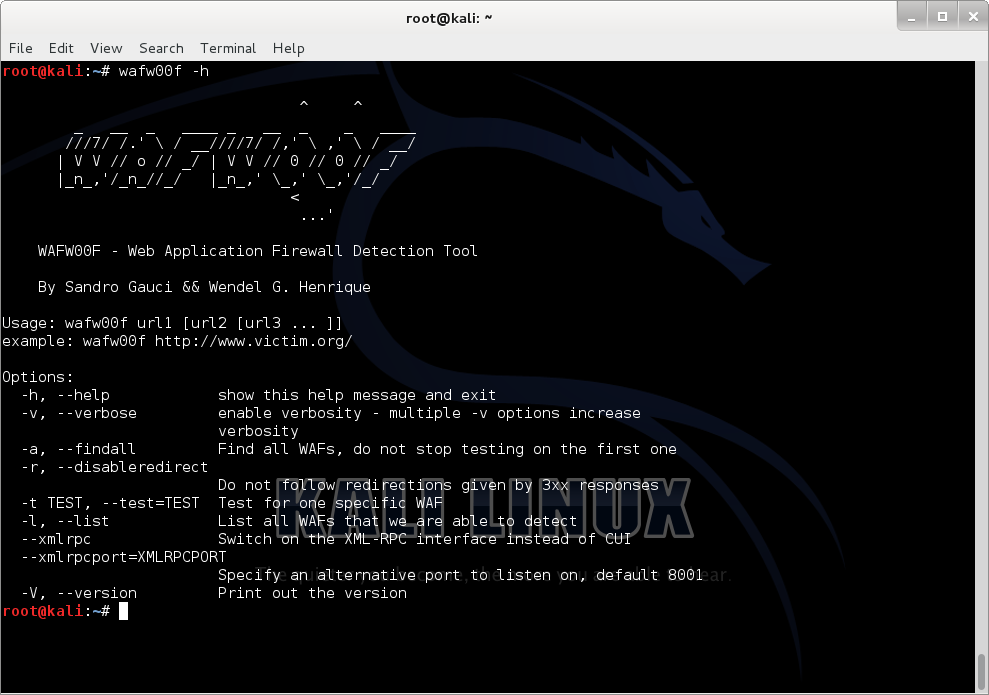 root@kali: ~
File Edit View Search Terminal Help
root@kali:~# wafw00f -h
                                 ^     ^
        _   __  _   ____ _   __  _    _   ____
       ///7/ /.' \ / __////7/ /,' \ ,' \ / __/
      | V V // o // _/ | V V // 0 // 0 // _/
      |_n_,'/_n_//_/   |_n_,' \_,' \_,'/_/
                                <
                                 ...'
WAFW00F - Web Application Firewall Detection Tool
By Sandro Gauci && Wendel G. Henrique
Usage: wafw00f url1 [url2 [url3 ... ]]
example: wafw00f http://www.victim.org/
Options:
-h, --help show this help message and exit
-v, --verbose enable verbosity - multiple -v options increase
verbosity
-a, --findall Find all WAFs, do not stop testing on the first one
-r, --disableredirect
Do not follow redirections given by 3xx responses
-t TEST, --test=TEST Test for one specific WAF
-l, --list List all WAFs that we are able to detect
--xmlrpc Switch on the XML-RPC interface instead of CUI
--xmlrpcport=XMLRPCPORT
Specify an alternative port to listen on, default 8001
-V, --version Print out the version
root@kali:~#
KALI LINUX